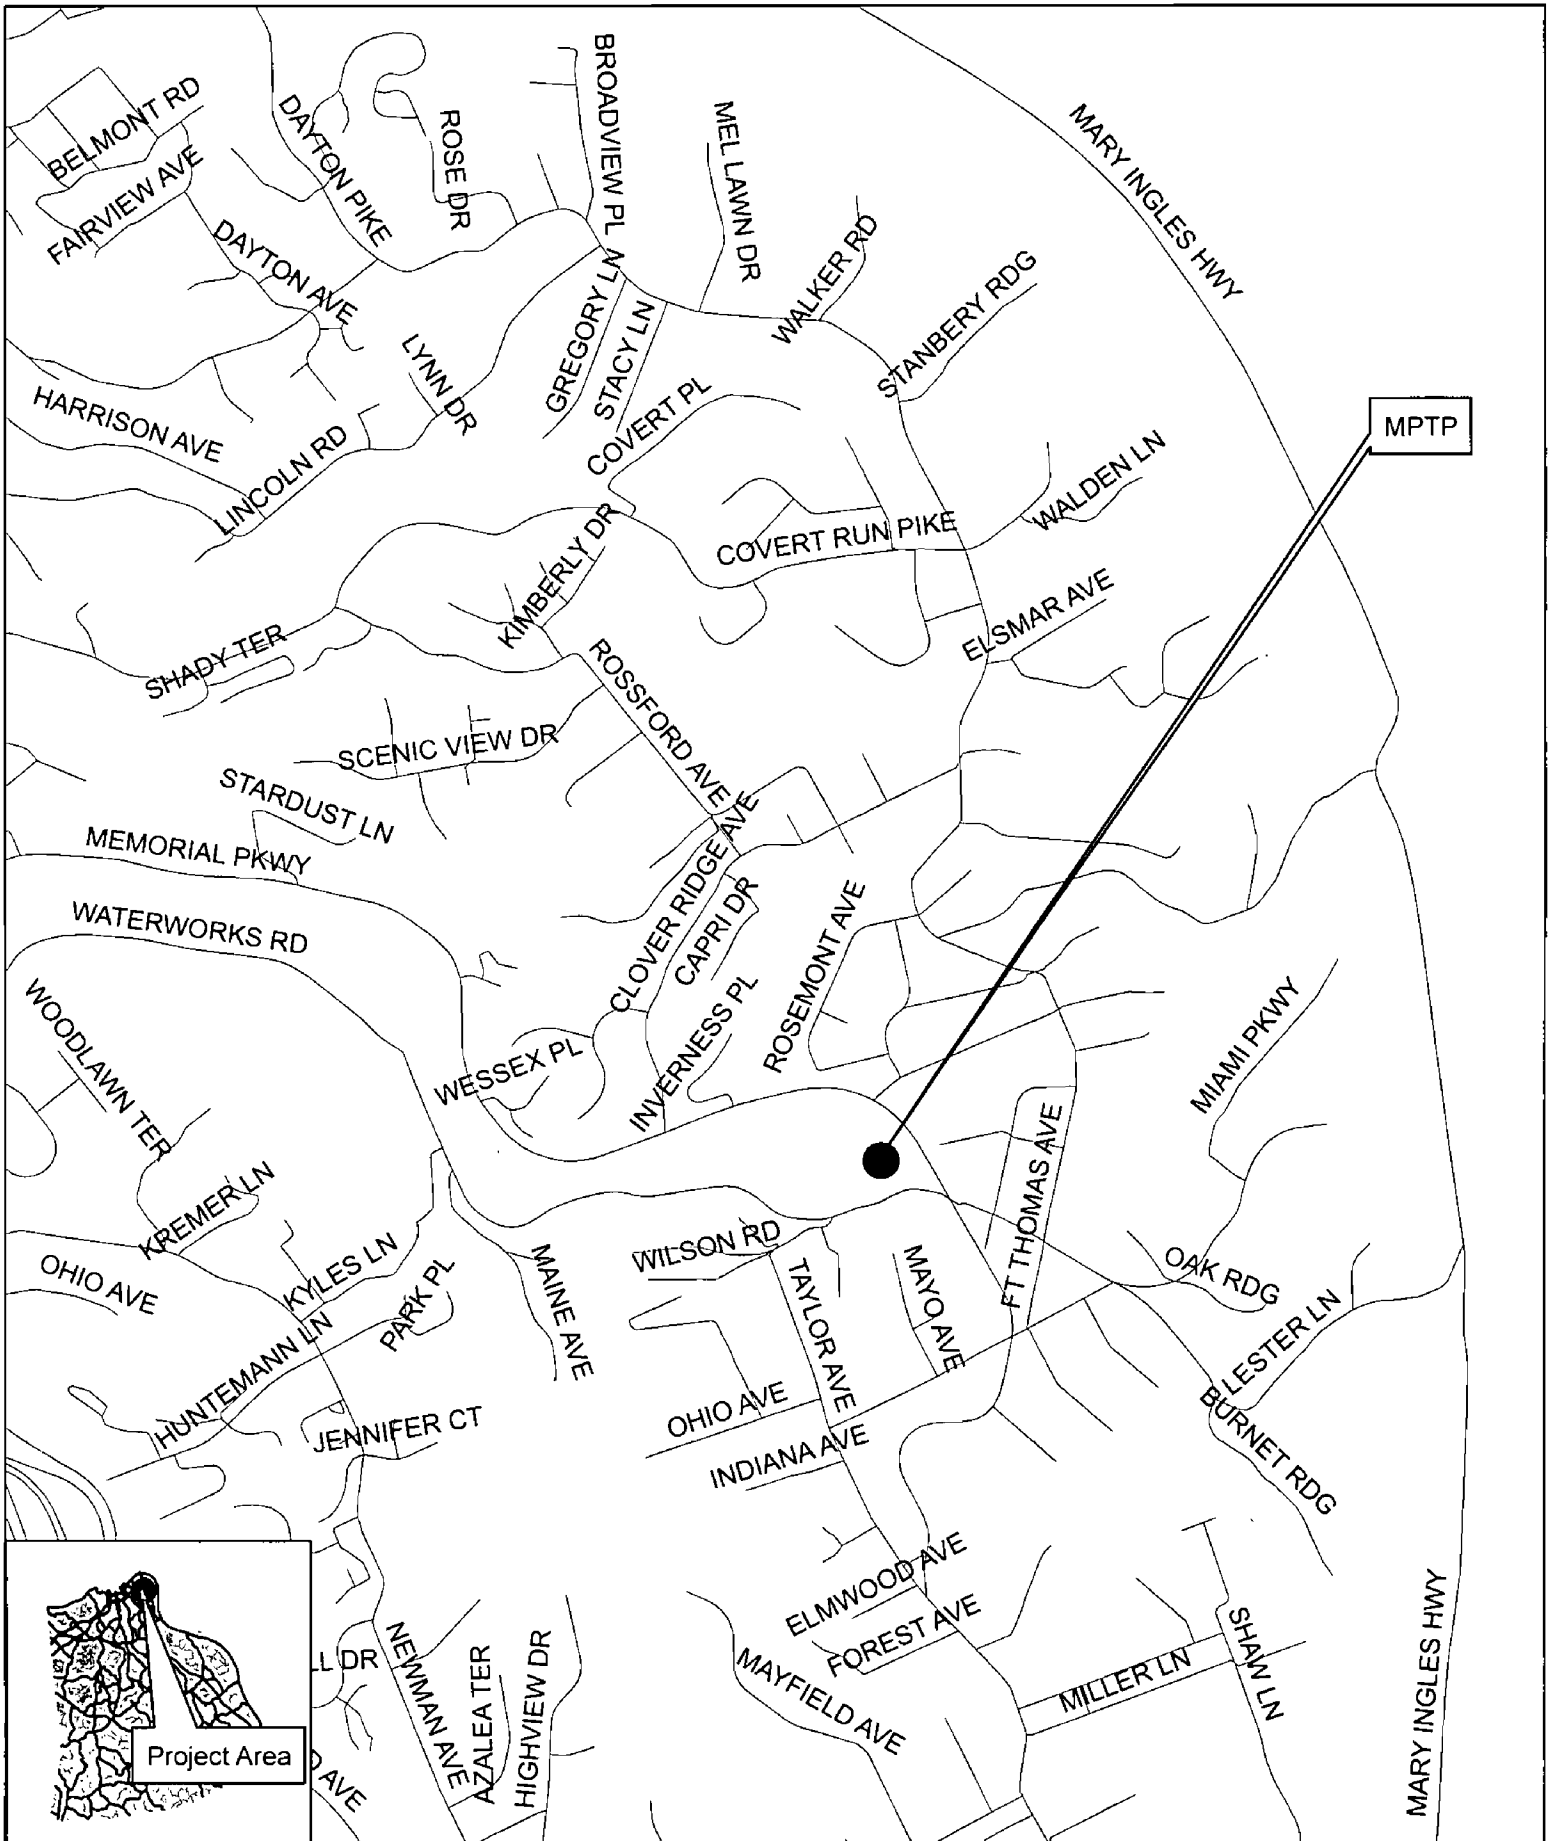 BROADVIEW PL
BELMONT RD
DAYTON PIKE
ROSE DR
MEL LAWN DR
MARY INGLES HWY
FAIRVIEW AVE
DAYTON AVE
WALKER RD
STANBERY RDG
GREGORY LN
STACY LN
LYNN DR
COVERT PL
HARRISON AVE
LINCOLN RD
MPTP
WALDEN LN
COVERT RUN PIKE
KIMBERLY DR
ELSMAR AVE
SHADY TER
ROSSFORD AVE
SCENIC VIEW DR
STARDUST LN
MEMORIAL PKWY
CLOVER RIDGE AVE
CAPRI DR
ROSEMONT AVE
WATERWORKS RD
WOODLAWN TER
INVERNESS PL
MIAMI PKWY
WESSEX PL
FT THOMAS AVE
KREMER LN
WILSON RD
OHIO AVE
KYLES LN
PARK PL
MAINE AVE
TAYLOR AVE
MAYO AVE
OAK RDG
LESTER LN
HUNTEMANN LN
JENNIFER CT
OHIO AVE
INDIANA AVE
BURNET RDG
ELMWOOD AVE
FOREST AVE
MAYFIELD AVE
MILLER LN
SHAW LN
MARY INGLES HWY
LL DR
NEWMAN AVE
AZALEA TER
HIGHVIEW DR
Project Area
D AVE